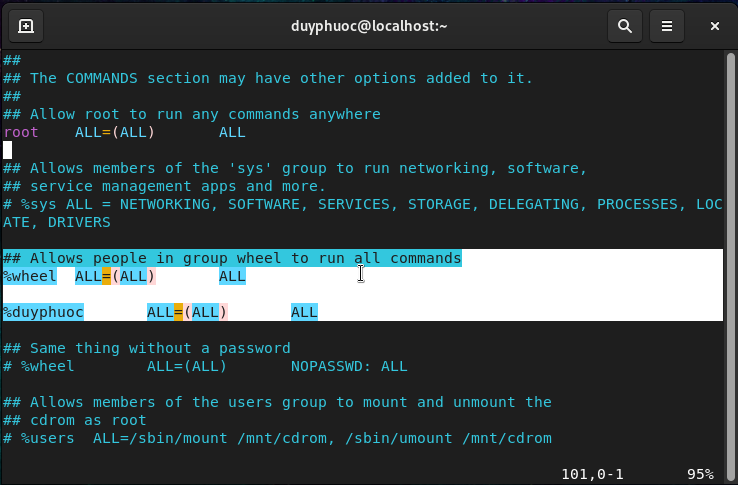 duyphuoc@localhost:~
##
## The COMMANDS section may have other options added to it.
##
## Allow root to run any commands anywhere
root    ALL=(ALL)       ALL
## Allows members of the 'sys' group to run networking, software,
## service management apps and more.
# %sys ALL = NETWORKING, SOFTWARE, SERVICES, STORAGE, DELEGATING, PROCESSES, LOC
ATE, DRIVERS
## Allows people in group wheel to run all commands
%wheel  ALL=(ALL)       ALL
%duyphuoc       ALL=(ALL)       ALL
## Same thing without a password
# %wheel        ALL=(ALL)       NOPASSWD: ALL
## Allows members of the users group to mount and unmount the
## cdrom as root
# %users  ALL=/sbin/mount /mnt/cdrom, /sbin/umount /mnt/cdrom
101,0-1       95%